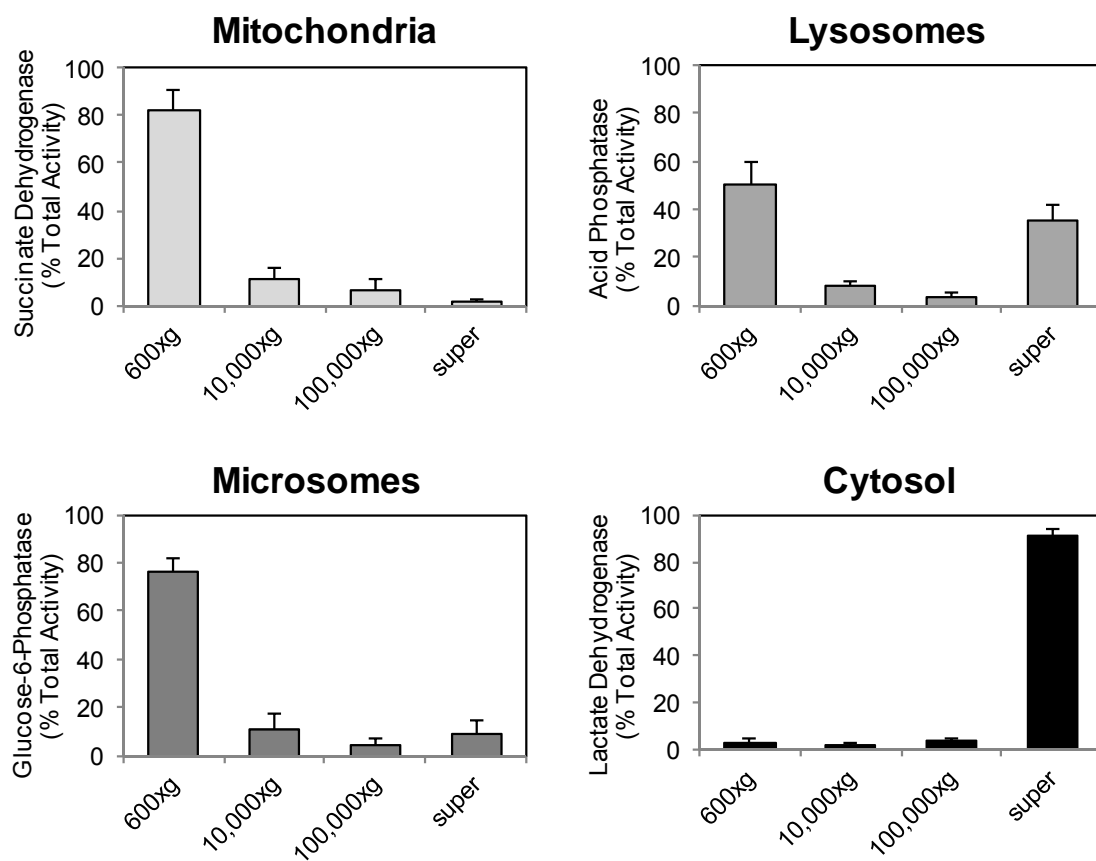 Mitochondria
Succinate Dehydrogenase
(% Total Activity)
100
80
60
40
20
0
600xg
10,000xg
100,000xg
super
Lysosomes
Acid Phosphatase
(% Total Activity)
100
80
60
40
20
0
600xg
10,000xg
100,000xg
super
Microsomes
Glucose-6-Phosphatase
(% Total Activity)
100
80
60
40
20
0
600xg
10,000xg
100,000xg
super
Cytosol
Lactate Dehydrogenase
(% Total Activity)
100
80
60
40
20
0
600xg
10,000xg
100,000xg
super